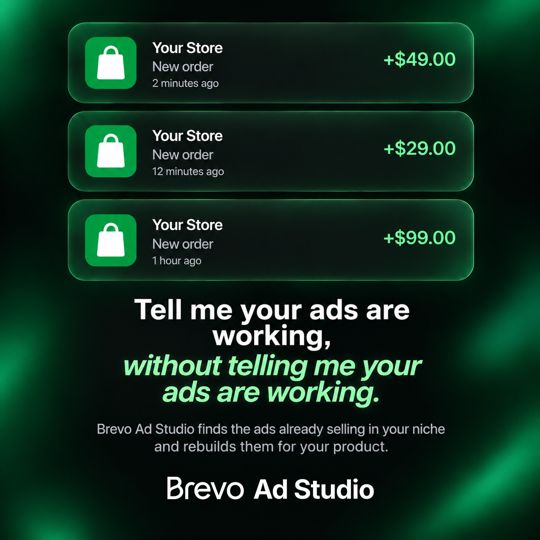 Your Store
New order
2 minutes ago
+$49.00
Your Store
New order
12 minutes ago
+$29.00
Your Store
New order
1 hour ago
+$99.00
Tell me your ads are
working,
without telling me your
ads are working.
Brevo Ad Studio finds the ads already selling in your niche
and rebuilds them for your product.
Brevo Ad Studio